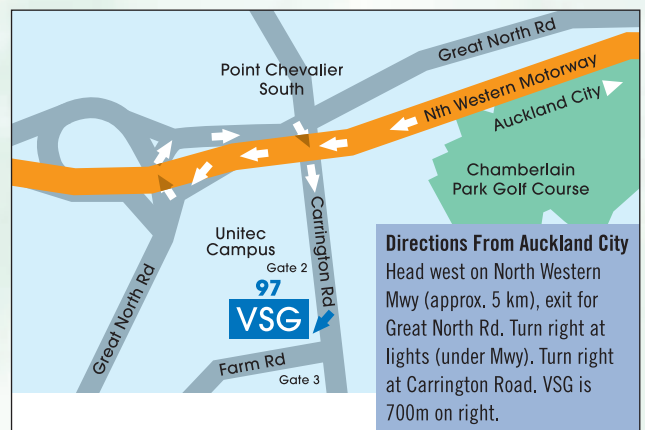 Great North Rd
Point Chevalier
South
Nth Western Motorway
Auckland City
Chamberlain
Park Golf Course
Carrington Rd
Unitec
Campus
Gate 2
97
VSG
Great North Rd
Farm Rd
Gate 3
Directions From Auckland City
Head west on North Western
Mwy (approx. 5 km), exit for
Great North Rd. Turn right at
lights (under Mwy). Turn right
at Carrington Road. VSG is
700m on right.